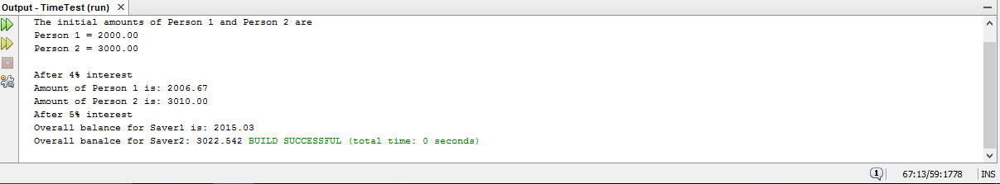 Output - TimeTest (run) ×
The initial amounts of Person 1 and Person 2 are
Person 1 = 2000.00
Person 2 = 3000.00
After 4% interest
Amount of Person 1 is: 2006.67
Amount of Person 2 is: 3010.00
After 5% interest
Overall balance for Saver1 is: 2015.03
Overall banalce for Saver2: 3022.542 BUILD SUCCESSFUL (total time: 0 seconds)
1 67:13/59:1778 INS